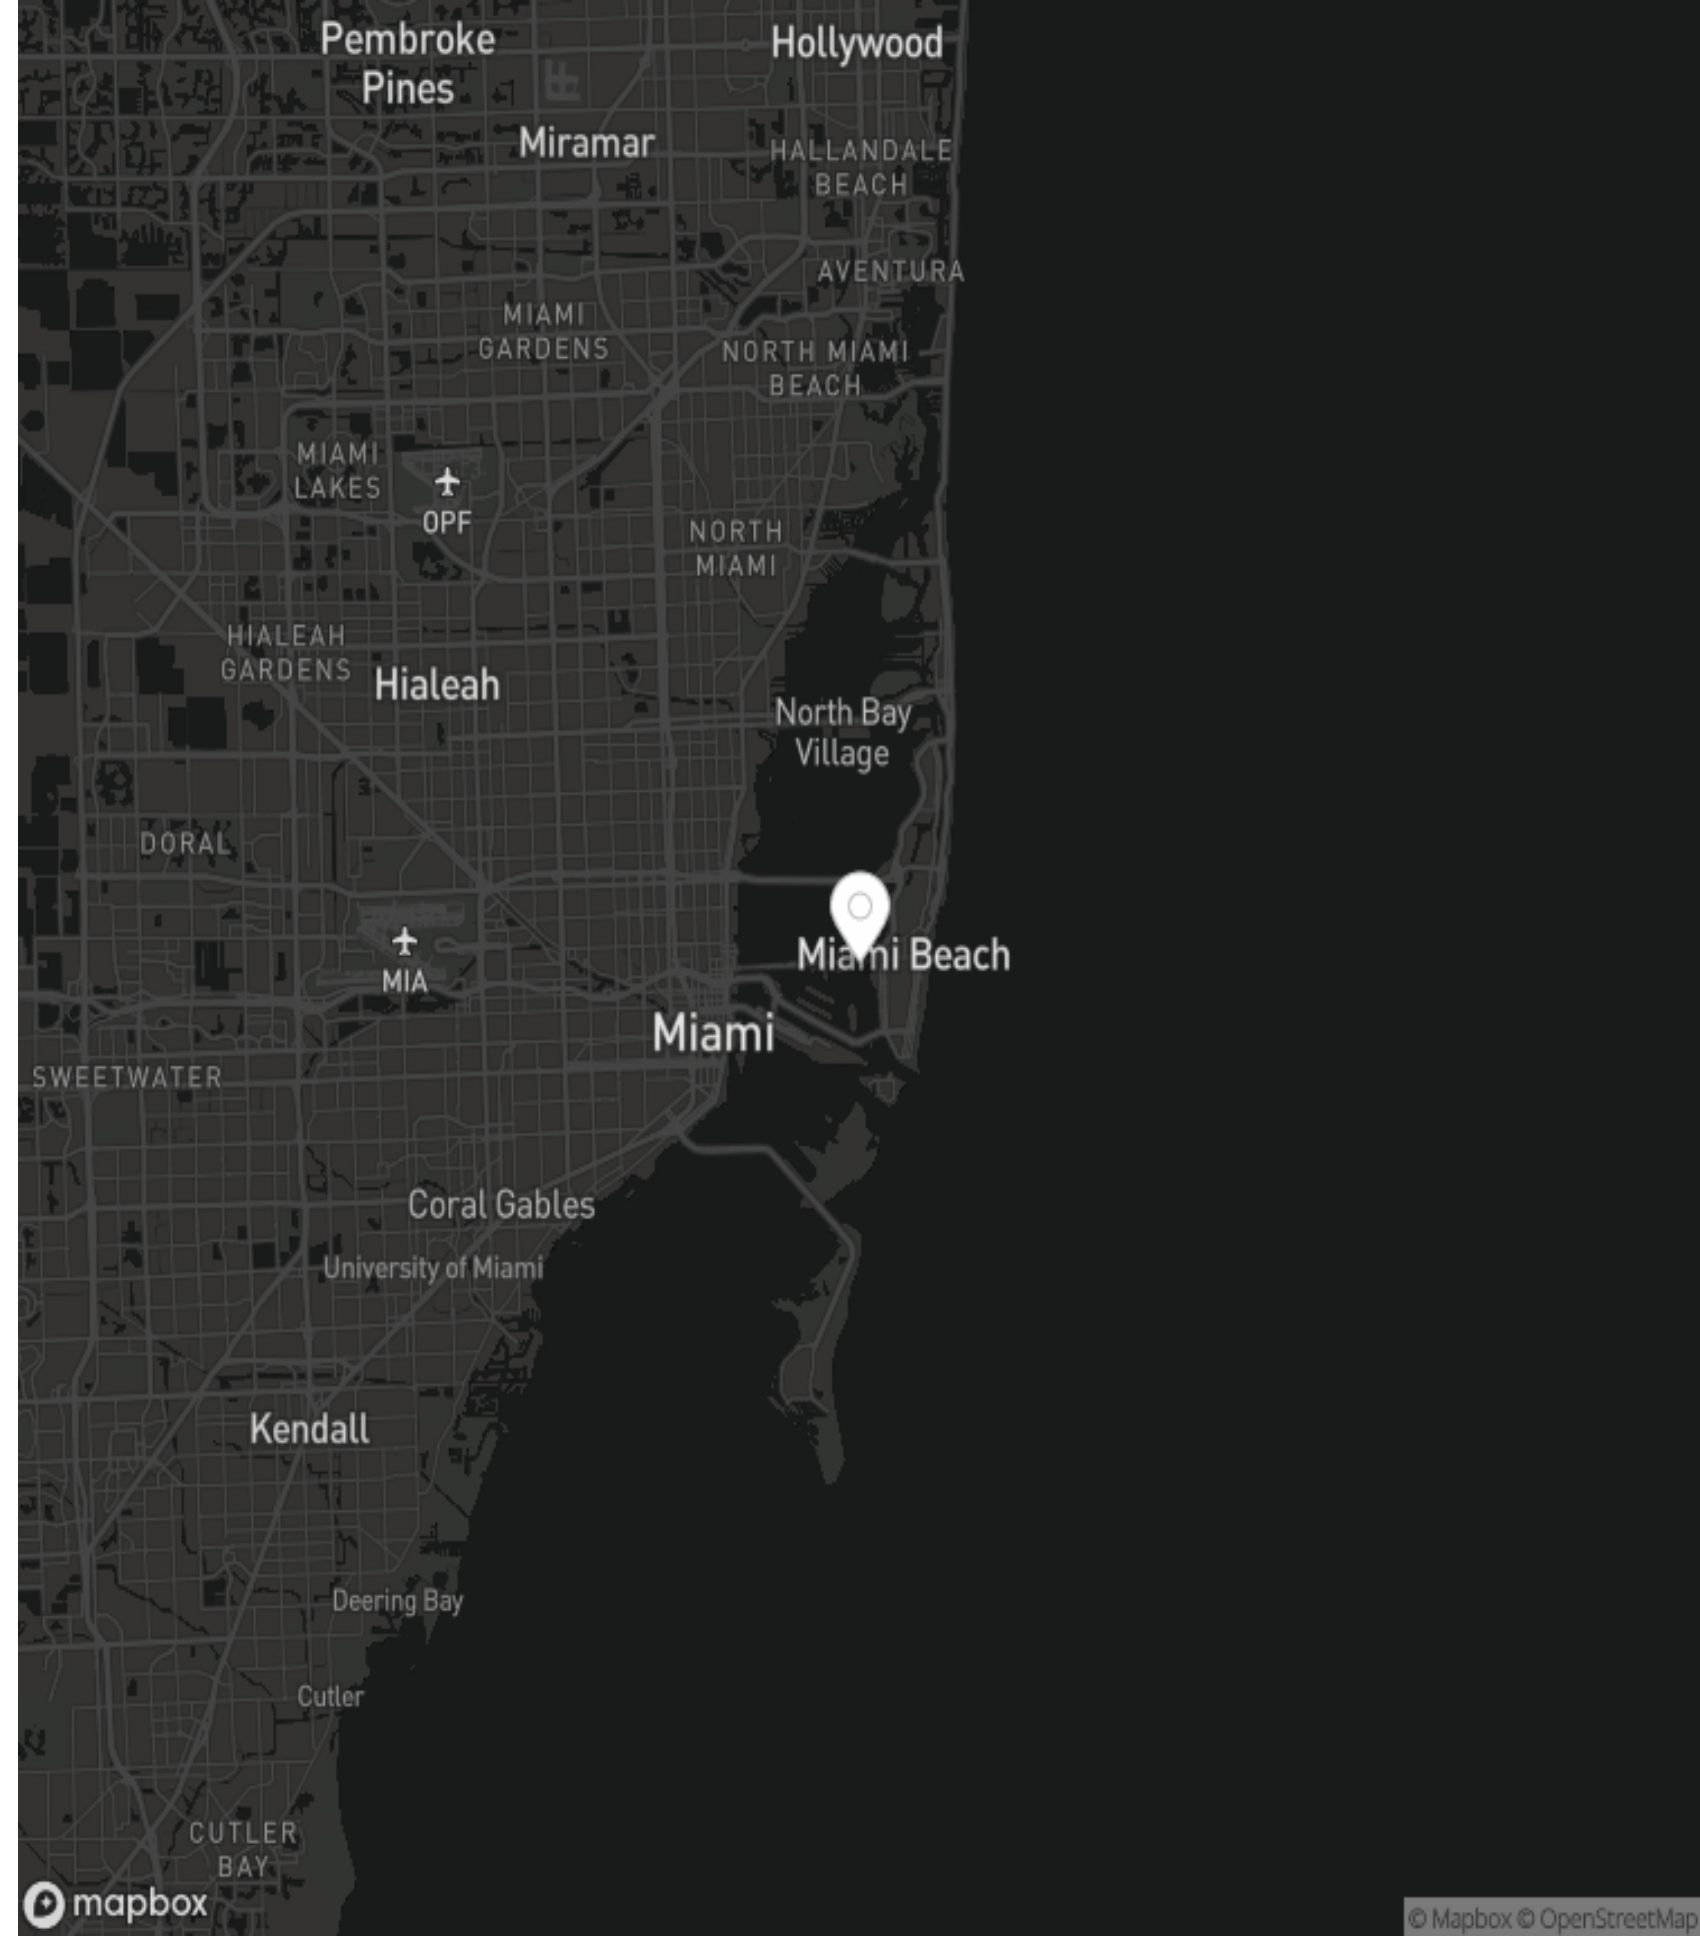 Pembroke
Pines
Hollywood
Miramar
HALLANDALE
BEACH
AVENTURA
MIAMI
GARDENS
NORTH MIAMI
BEACH
MIAMI
LAKES
OPF
NORTH
MIAMI
HIALEAH
GARDENS
Hialeah
North Bay
Village
DORAL
MIA
Miami Beach
Miami
SWEETWATER
Coral Gables
University of Miami
Kendall
Deering Bay
Cutler
CUTLER
BAY
mapbox
© Mapbox © OpenStreetMap